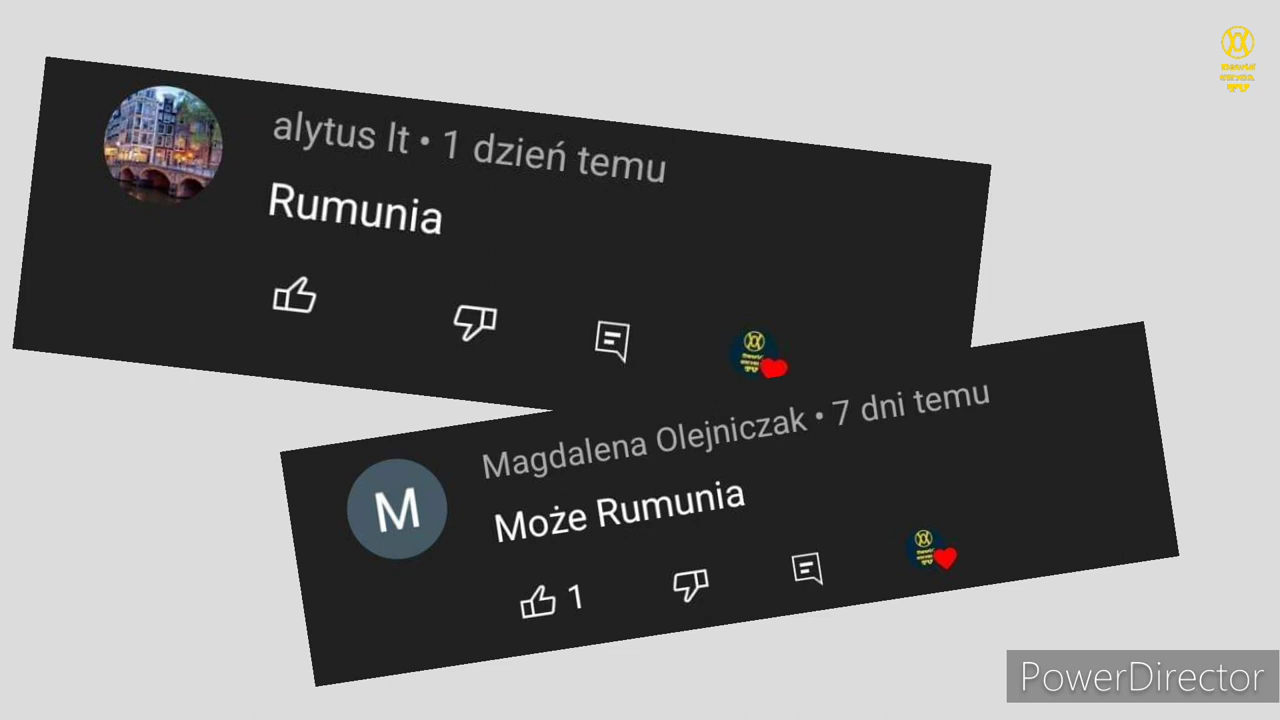 alytus lt • 1 dzień temu
Rumunia
Magdalena Olejniczak • 7 dni temu
M
Może Rumunia
1
PowerDirector